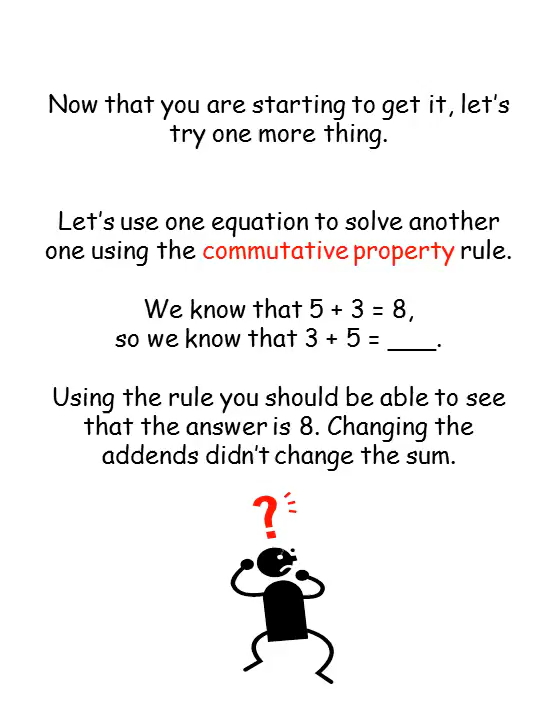 Now that you are starting to get it, let's
try one more thing.
Let's use one equation to solve another
one using the commutative property rule.
We know that 5 + 3 = 8,
so we know that 3 + 5 = ___.
Using the rule you should be able to see
that the answer is 8. Changing the
addends didn't change the sum.
?